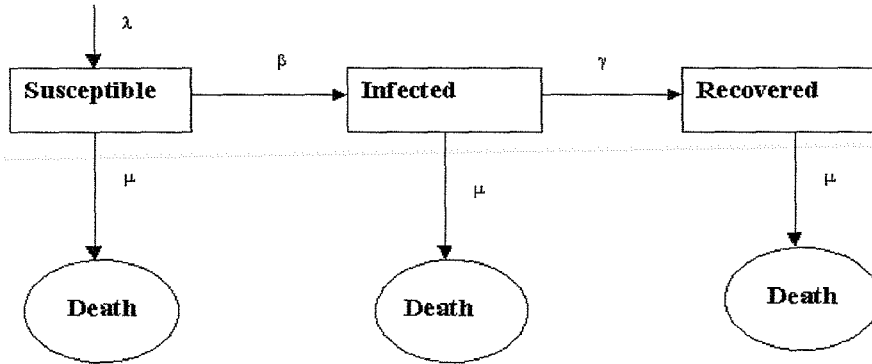 λ
β
γ
Susceptible
Infected
Recovered
μ
μ
μ
Death
Death
Death